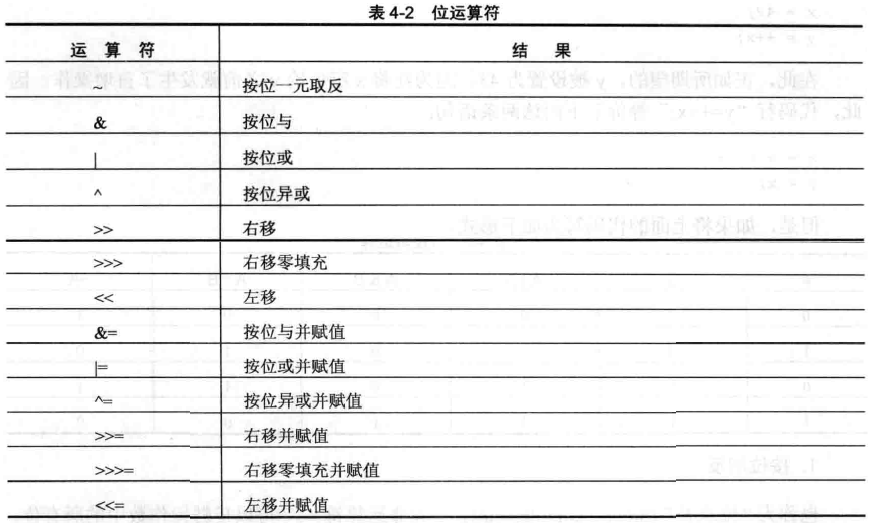 表 4-2 位运算符
运 算 符 结 果
~ 按位一元取反
& 按位与
| 按位或
^ 按位异或
>> 右移
>>> 右移零填充
<< 左移
&= 按位与并赋值
|= 按位或并赋值
^= 按位异或并赋值
>>= 右移并赋值
>>>= 右移零填充并赋值
<<= 左移并赋值